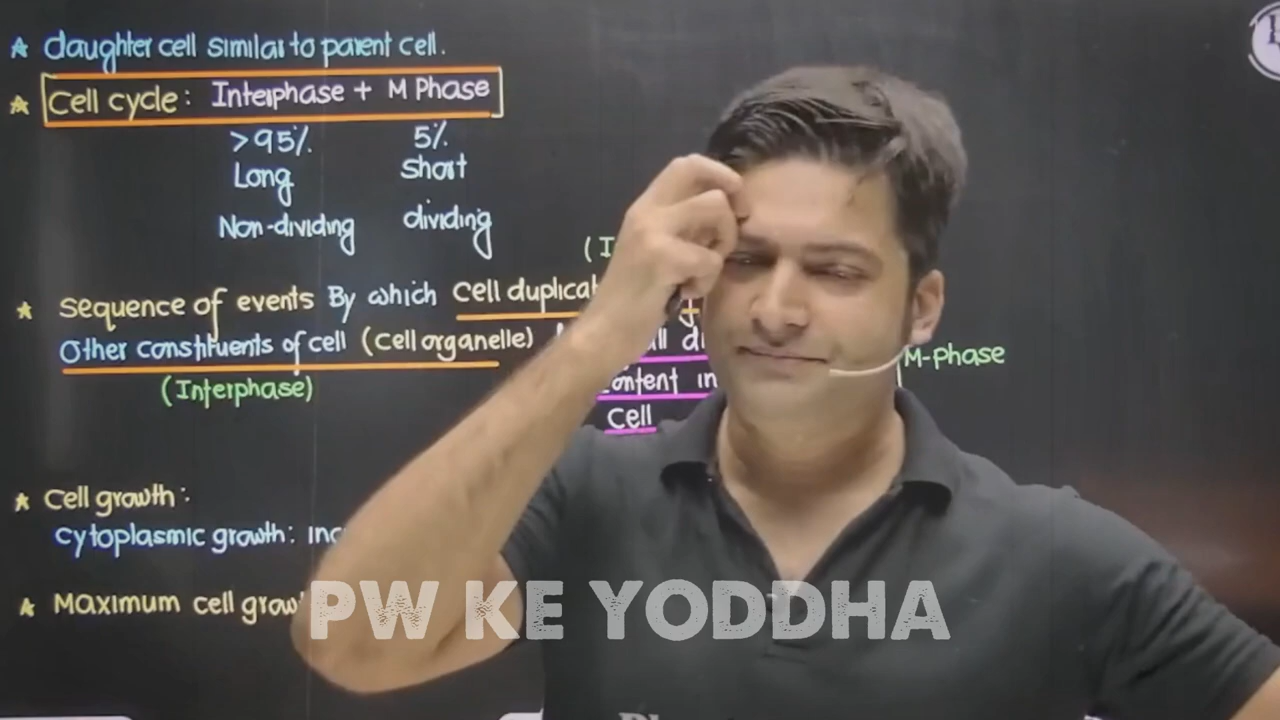 daughter cell similar to parent cell.
Cell cycle: Interphase + M Phase
>95% 5%
Long Short
Non-dividing dividing
(I
sequence of events By which cell duplicat
Other constituents of cell (cell organelle)
ontent in
cell
M-phase
(Interphase)
Cell growth:
cytoplasmic growth: inc
Maximum cell grow
PW KE YODDHA